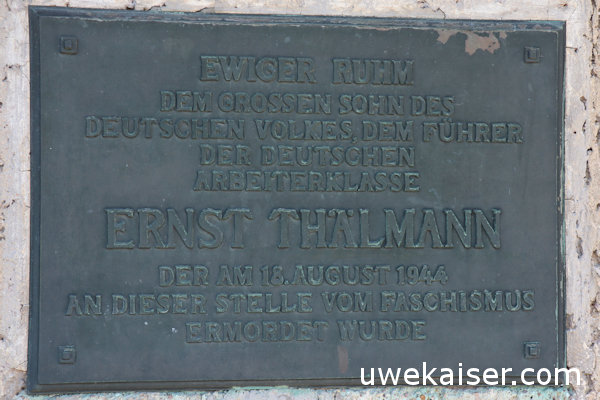 EWIGER RUHM
DEM GROSSEN SOHN DES
DEUTSCHEN VOLKES, DEM FÜHRER
DER DEUTSCHEN
ARBEITERKLASSE
ERNST THÄLMANN
DER AM 18. AUGUST 1944
AN DIESER STELLE VOM FASCHISMUS
ERMORDET WURDE
uwekaiser.com